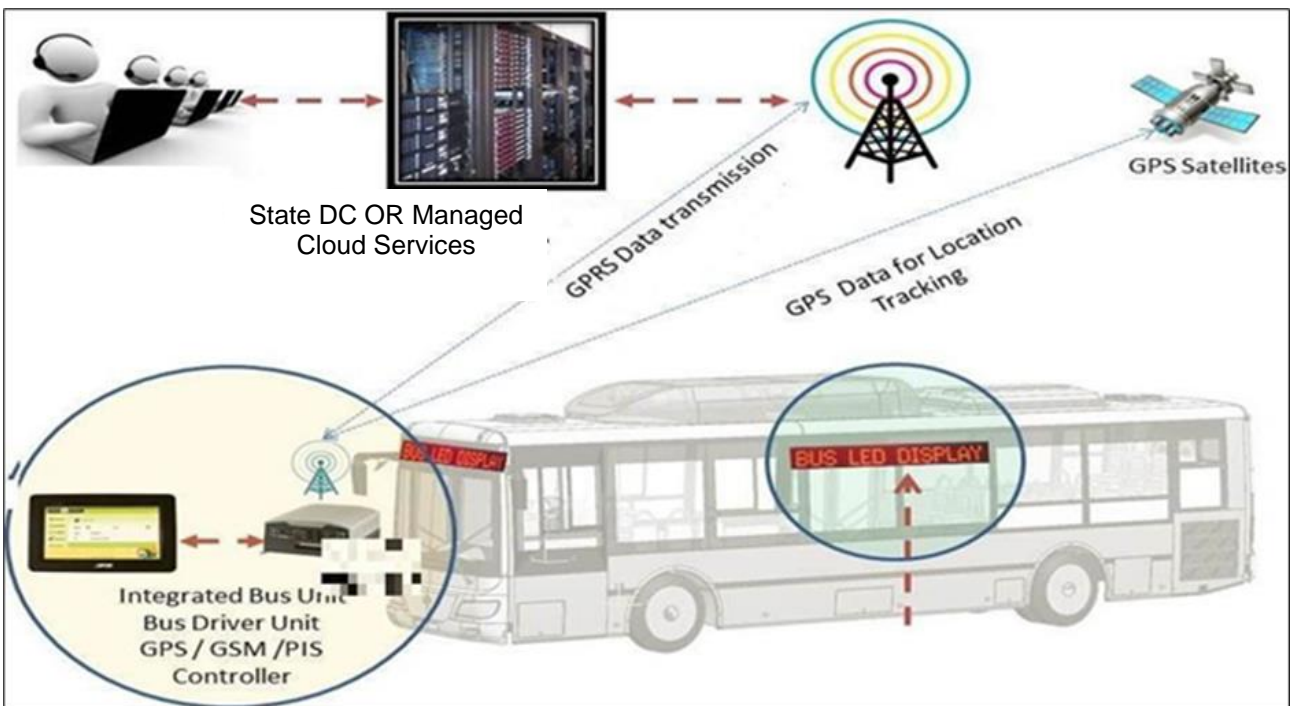 State DC OR Managed
Cloud Services
GPRS Data transmission
GPS Satellites
GPS Data for Location
Tracking
BUS LED DISPLAY
BUS LED DISPLAY
Integrated Bus Unit
Bus Driver Unit
GPS / GSM /PIS
Controller